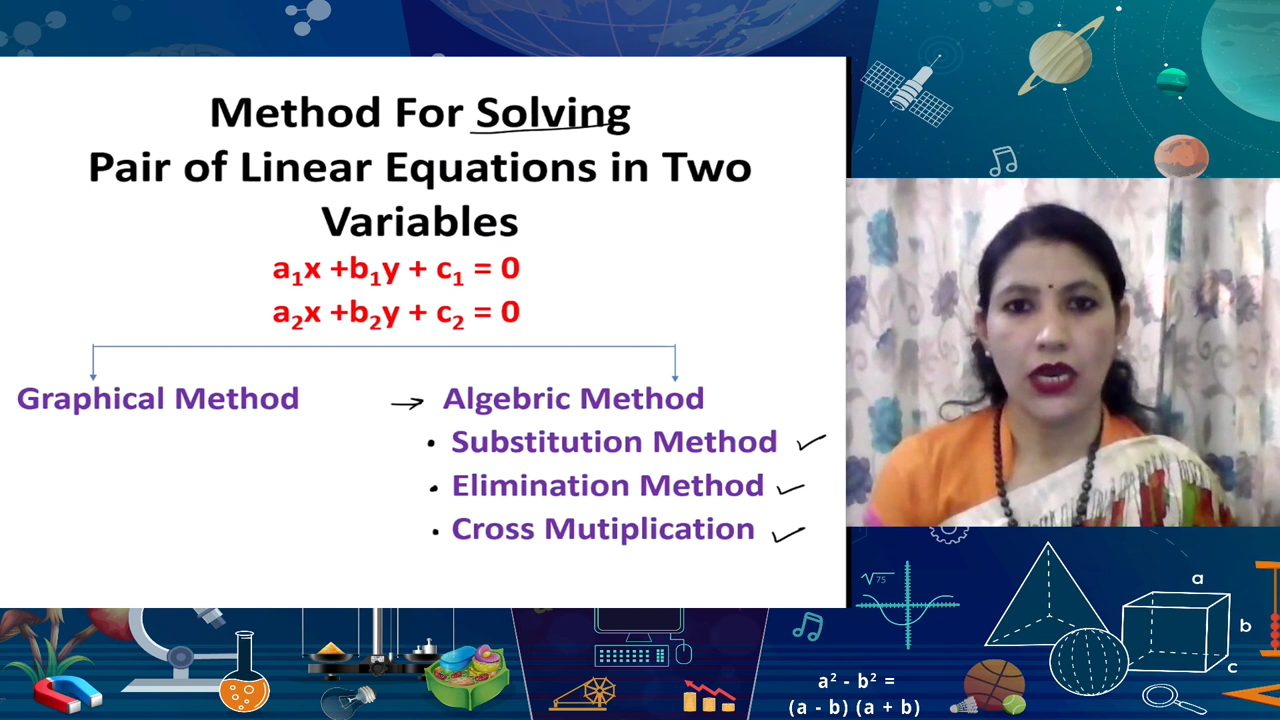 Method For Solving
Pair of Linear Equations in Two
Variables
a₁x +b₁y + c₁ = 0
a₂x +b₂y + c₂ = 0
Graphical Method
→ Algebric Method
• Substitution Method ✓
• Elimination Method ✓
• Cross Mutiplication ✓
√75
a
b
c
a² - b² =
(a - b) (a + b)